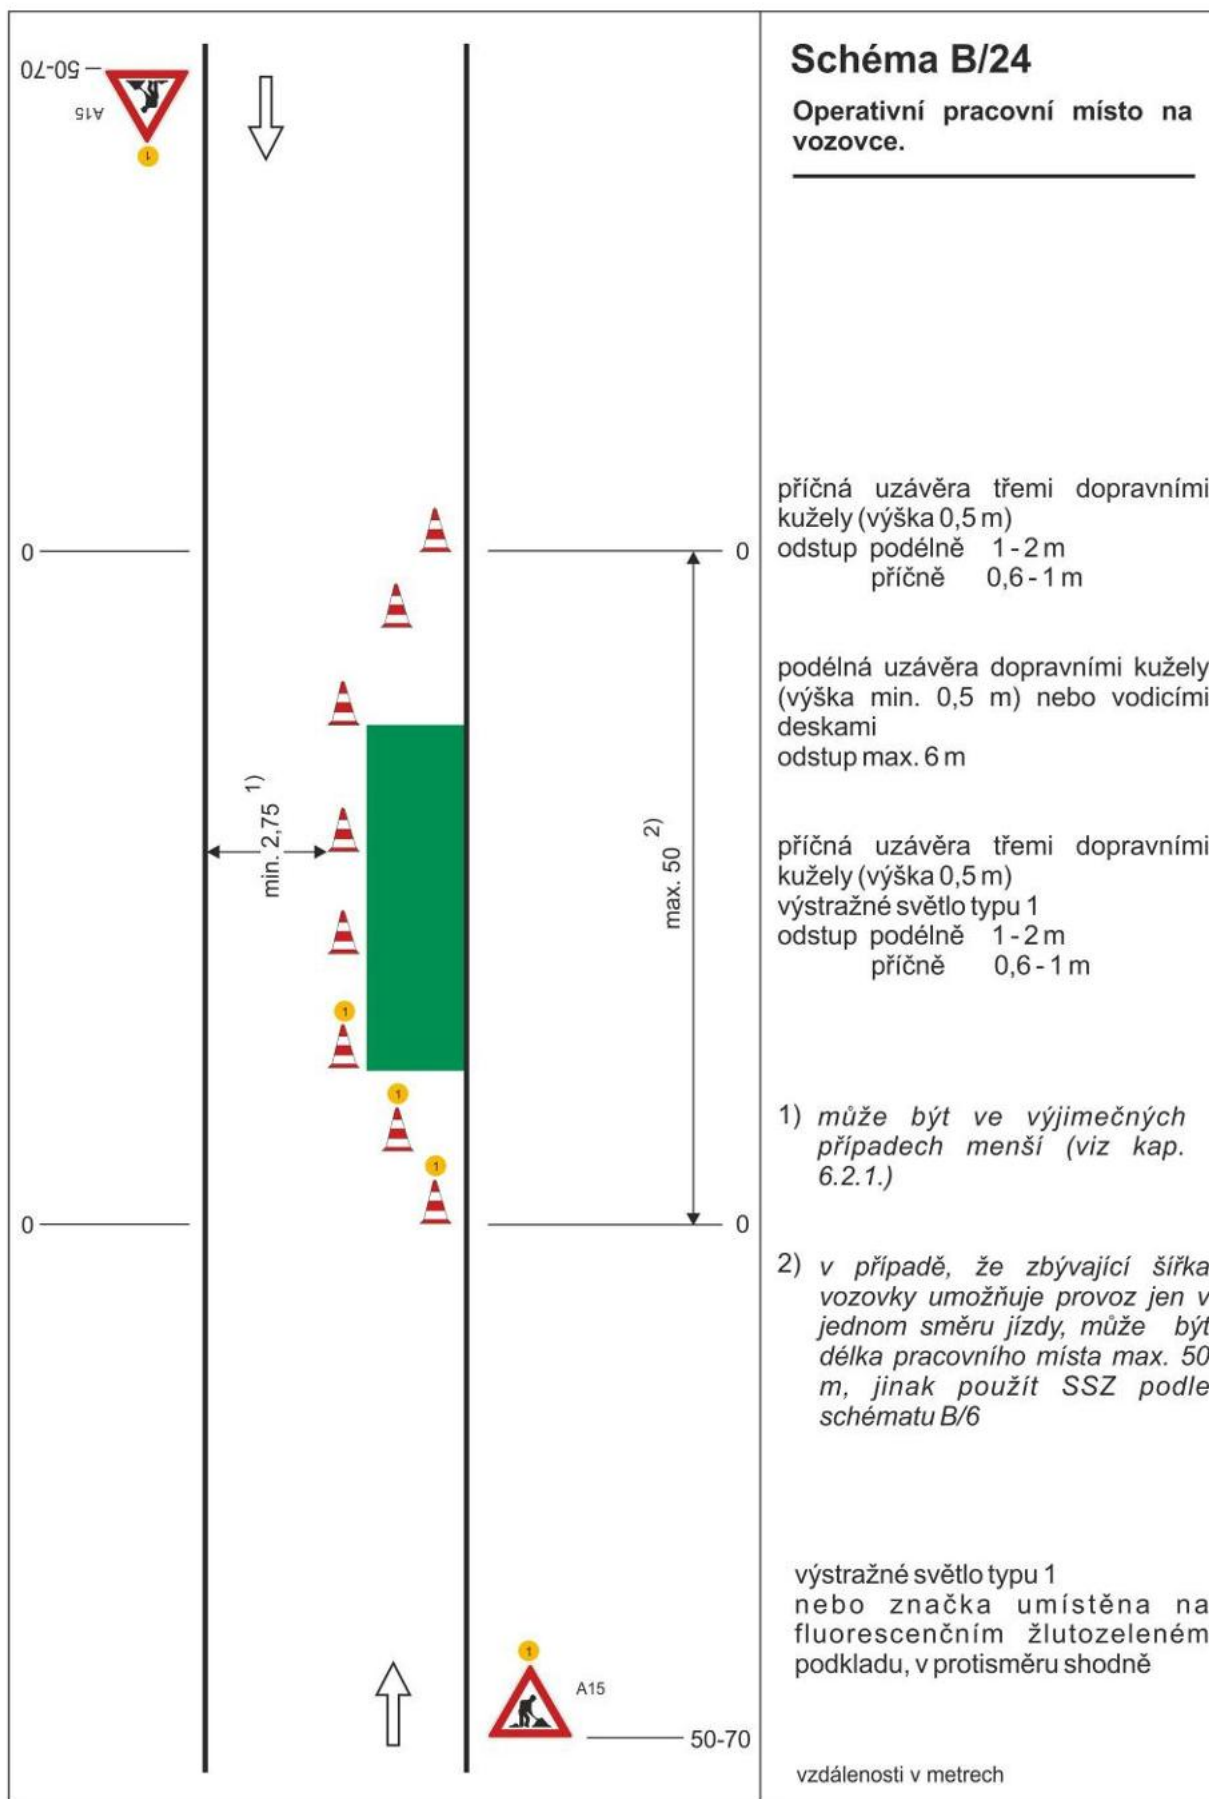 Schéma B/24
Operativní pracovní místo na
vozovce.
50-70
A15
1
0
0
příčná uzávěra třemi dopravními
kužely (výška 0,5 m)
odstup podélně 1 - 2 m
příčně 0,6 - 1 m
podélná uzávěra dopravními kužely
(výška min. 0,5 m) nebo vodicími
deskami
odstup max. 6 m
min. 2,75 1)
max. 50 2)
příčná uzávěra třemi dopravními
kužely (výška 0,5 m)
výstražné světlo typu 1
odstup podélně 1 - 2 m
příčně 0,6 - 1 m
1
1
1
0
0
1) může být ve výjimečných
případech menší (viz kap.
6.2.1.)
2) v případě, že zbývající šířka
vozovky umožňuje provoz jen v
jednom směru jízdy, může být
délka pracovního místa max. 50
m, jinak použít SSZ podle
schématu B/6
výstražné světlo typu 1
nebo značka umístěna na
fluorescenčním žlutozeleném
podkladu, v protisměru shodně
1
A15
50-70
vzdálenosti v metrech